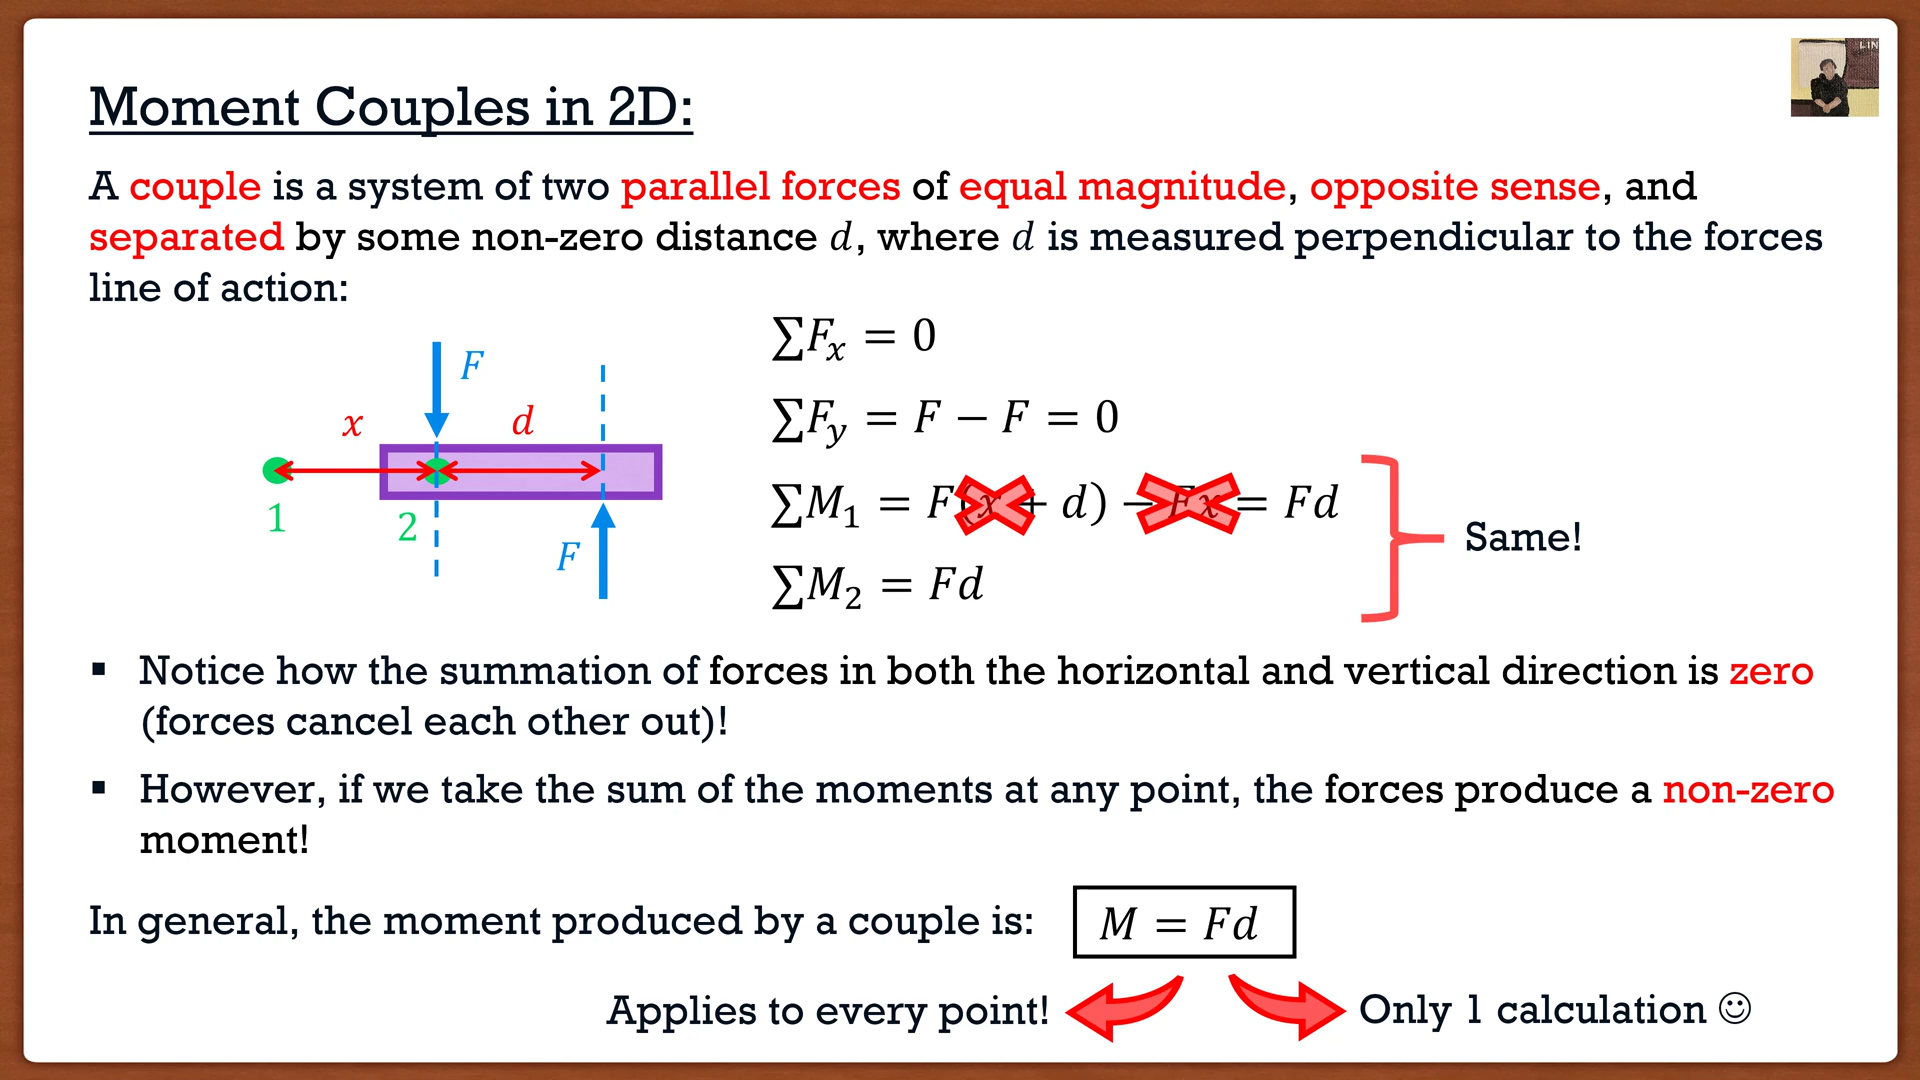 LIN
Moment Couples in 2D:
A couple is a system of two parallel forces of equal magnitude, opposite sense, and
separated by some non-zero distance d, where d is measured perpendicular to the forces
line of action:
F
x
d
1
2
F
∑Fx = 0
∑Fy = F − F = 0
∑M1 = F(x + d) − Fx = Fd
∑M2 = Fd
Same!
▪ Notice how the summation of forces in both the horizontal and vertical direction is zero
(forces cancel each other out)!
▪ However, if we take the sum of the moments at any point, the forces produce a non-zero
moment!
In general, the moment produced by a couple is: M = Fd
Applies to every point!
Only 1 calculation ☺